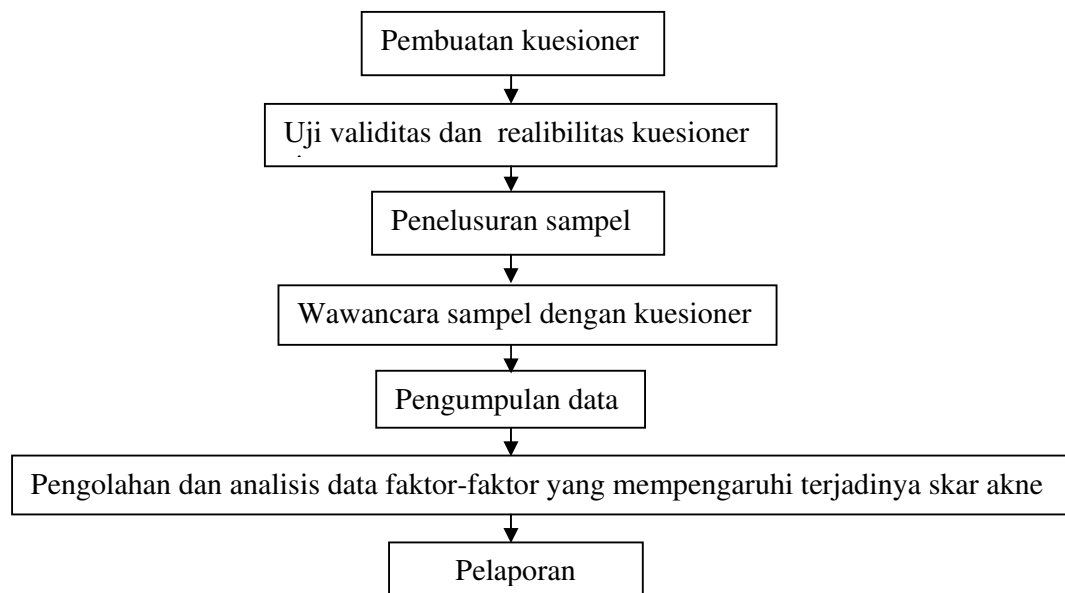 Pembuatan kuesioner
Uji validitas dan  realibilitas kuesioner
Penelusuran sampel
Wawancara sampel dengan kuesioner
Pengumpulan data
Pengolahan dan analisis data faktor-faktor yang mempengaruhi terjadinya skar akne
Pelaporan